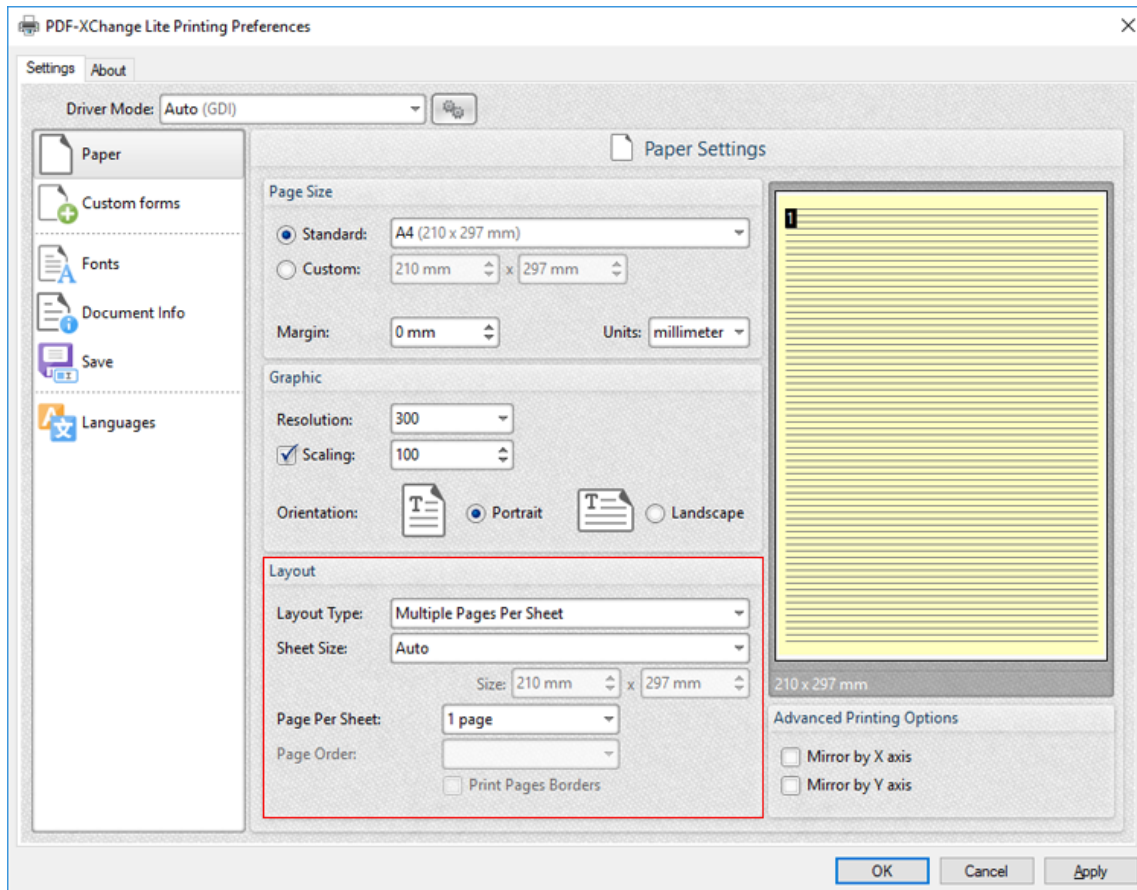 PDF-XChange Lite Printing Preferences
Settings About
Driver Mode: Auto (GDI)
Paper
Custom forms
Fonts
Document Info
Save
Languages
Paper Settings
Page Size
Standard: A4 (210 x 297 mm)
Custom: 210 mm x 297 mm
Margin: 0 mm Units: millimeter
Graphic
Resolution: 300
Scaling: 100
Orientation: T Portrait T Landscape
Layout
Layout Type: Multiple Pages Per Sheet
Sheet Size: Auto
Size: 210 mm x 297 mm
Page Per Sheet: 1 page
Page Order:
Print Pages Borders
1
210 x 297 mm
Advanced Printing Options
Mirror by X axis
Mirror by Y axis
OK Cancel Apply